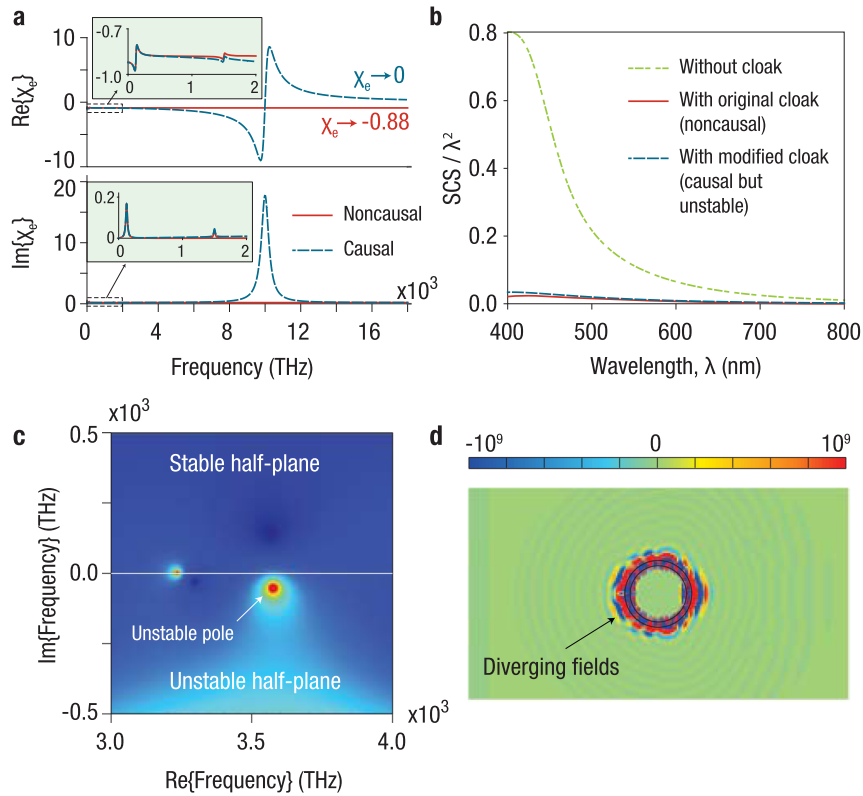 a
10
0
-10
Re{χe}
-0.7
-1.0
0
1
2
χe→0
χe→-0.88
20
15
10
5
0
Im{χe}
0.2
0
0
1
2
Noncausal
Causal
x10³
0
4
8
12
16
Frequency (THz)
b
0.8
0.6
0.4
0.2
0.0
SCS / λ²
Without cloak
With original cloak
(noncausal)
With modified cloak
(causal but
unstable)
400
500
600
700
800
Wavelength, λ (nm)
c
x10³
0.5
0.0
-0.5
Im{Frequency} (THz)
Stable half-plane
Unstable pole
Unstable half-plane
3.0
3.5
4.0
x10³
Re{Frequency} (THz)
d
-10⁹
0
10⁹
Diverging fields